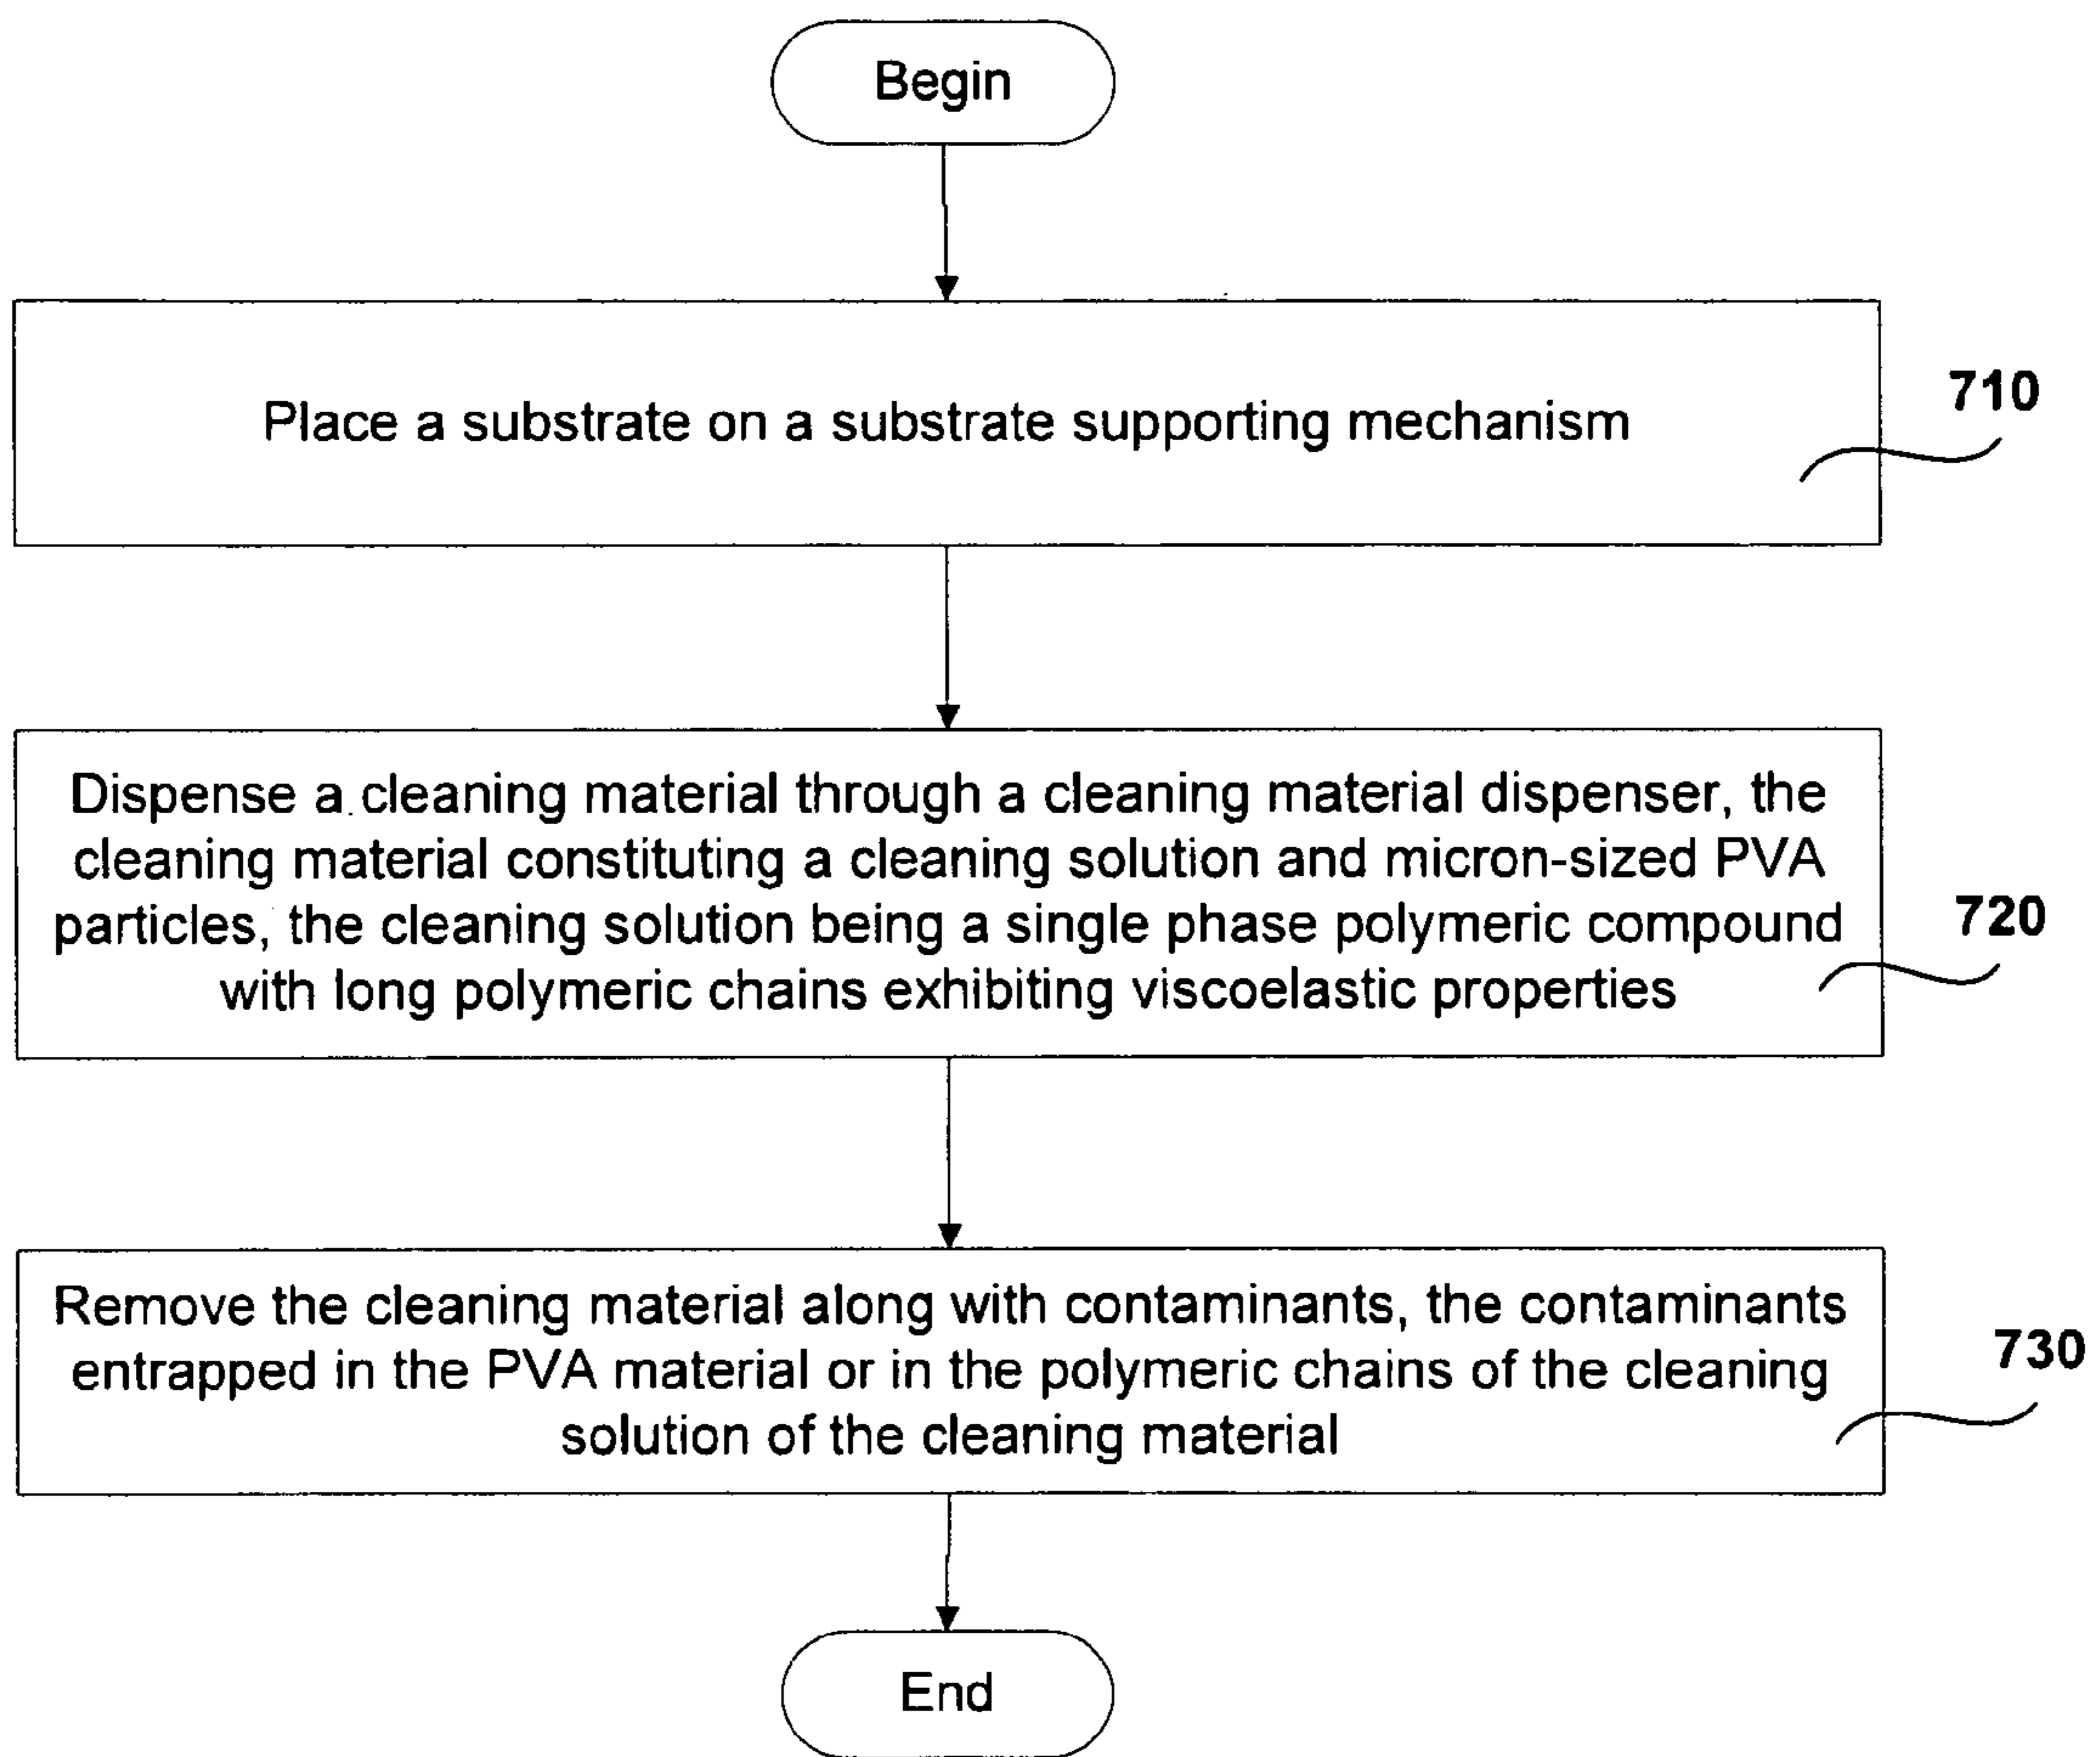 Begin
Place a substrate on a substrate supporting mechanism
710
Dispense a cleaning material through a cleaning material dispenser, the
cleaning material constituting a cleaning solution and micron-sized PVA
particles, the cleaning solution being a single phase polymeric compound
with long polymeric chains exhibiting viscoelastic properties
720
Remove the cleaning material along with contaminants, the contaminants
entrapped in the PVA material or in the polymeric chains of the cleaning
solution of the cleaning material
730
End